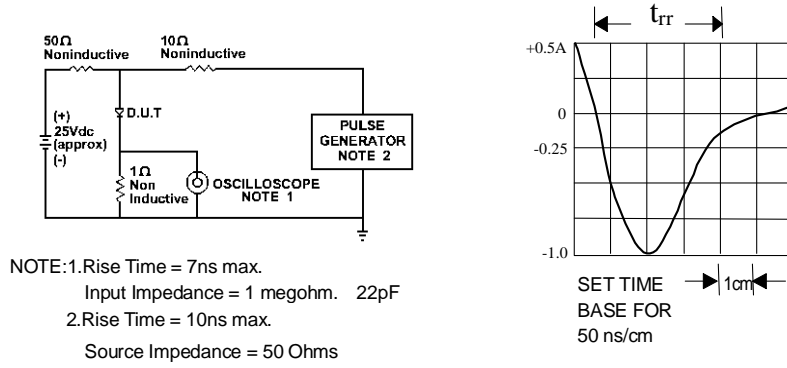 50Ω
Noninductive
10Ω
Noninductive
(+)
25Vdc
(approx)
(-)
D.U.T
1Ω
Non
Inductive
OSCILLOSCOPE
NOTE 1
PULSE
GENERATOR
NOTE 2
NOTE:1.Rise Time = 7ns max.
Input Impedance = 1 megohm. 22pF
2.Rise Time = 10ns max.
Source Impedance = 50 Ohms
trr
+0.5A
0
-0.25
-1.0
SET TIME
BASE FOR
50 ns/cm
1cm